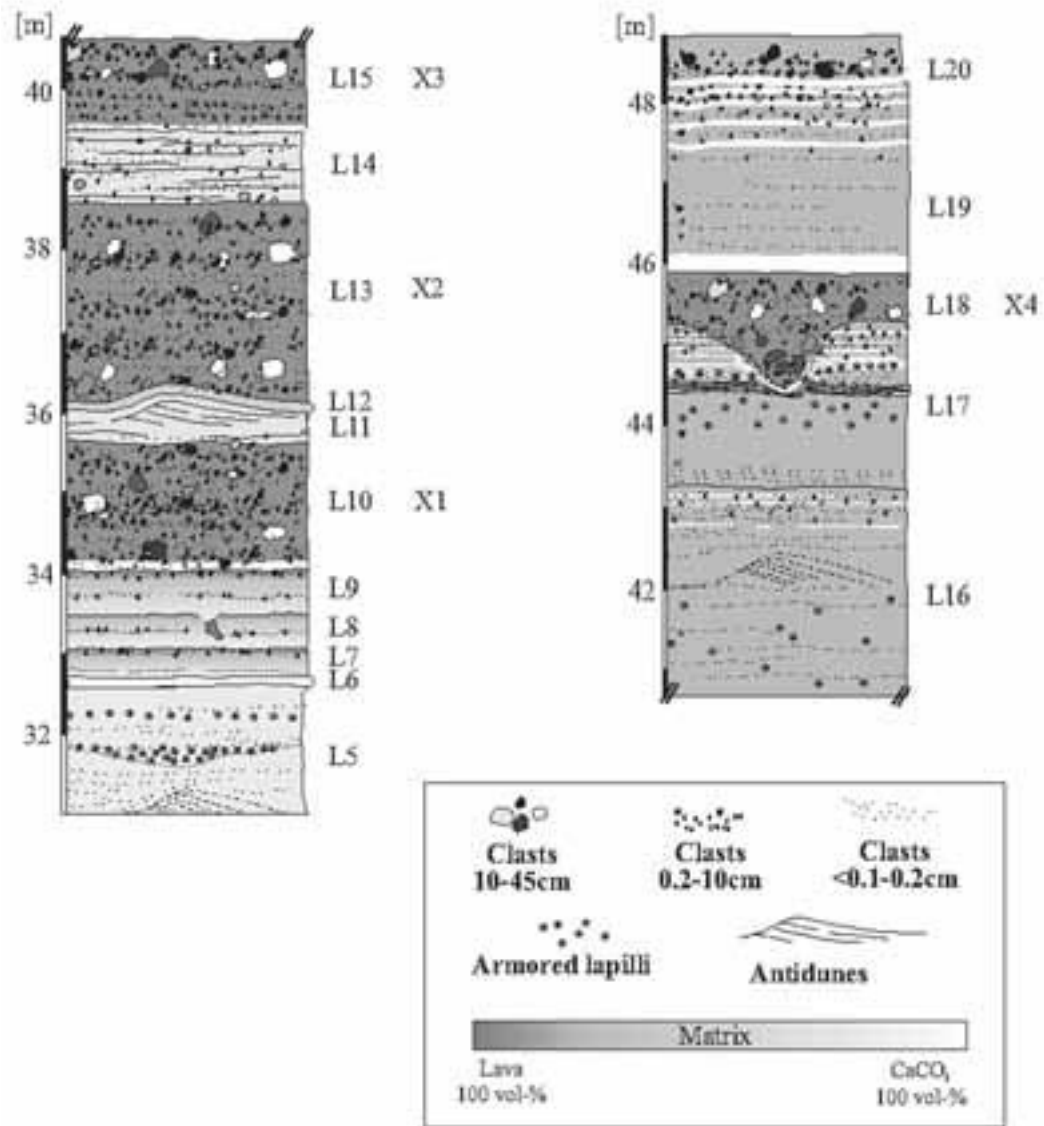 [m]
40
L15 X3
L14
38
L13 X2
36
L12
L11
L10 X1
34
L9
L8
L7
L6
32
L5
[m]
L20
48
L19
46
L18 X4
L17
44
42
L16
Clasts
10-45cm
Clasts
0.2-10cm
Clasts
<0.1-0.2cm
Armored lapilli
Antidunes
Matrix
Lava
100 vol-%
CaCO₃
100 vol-%